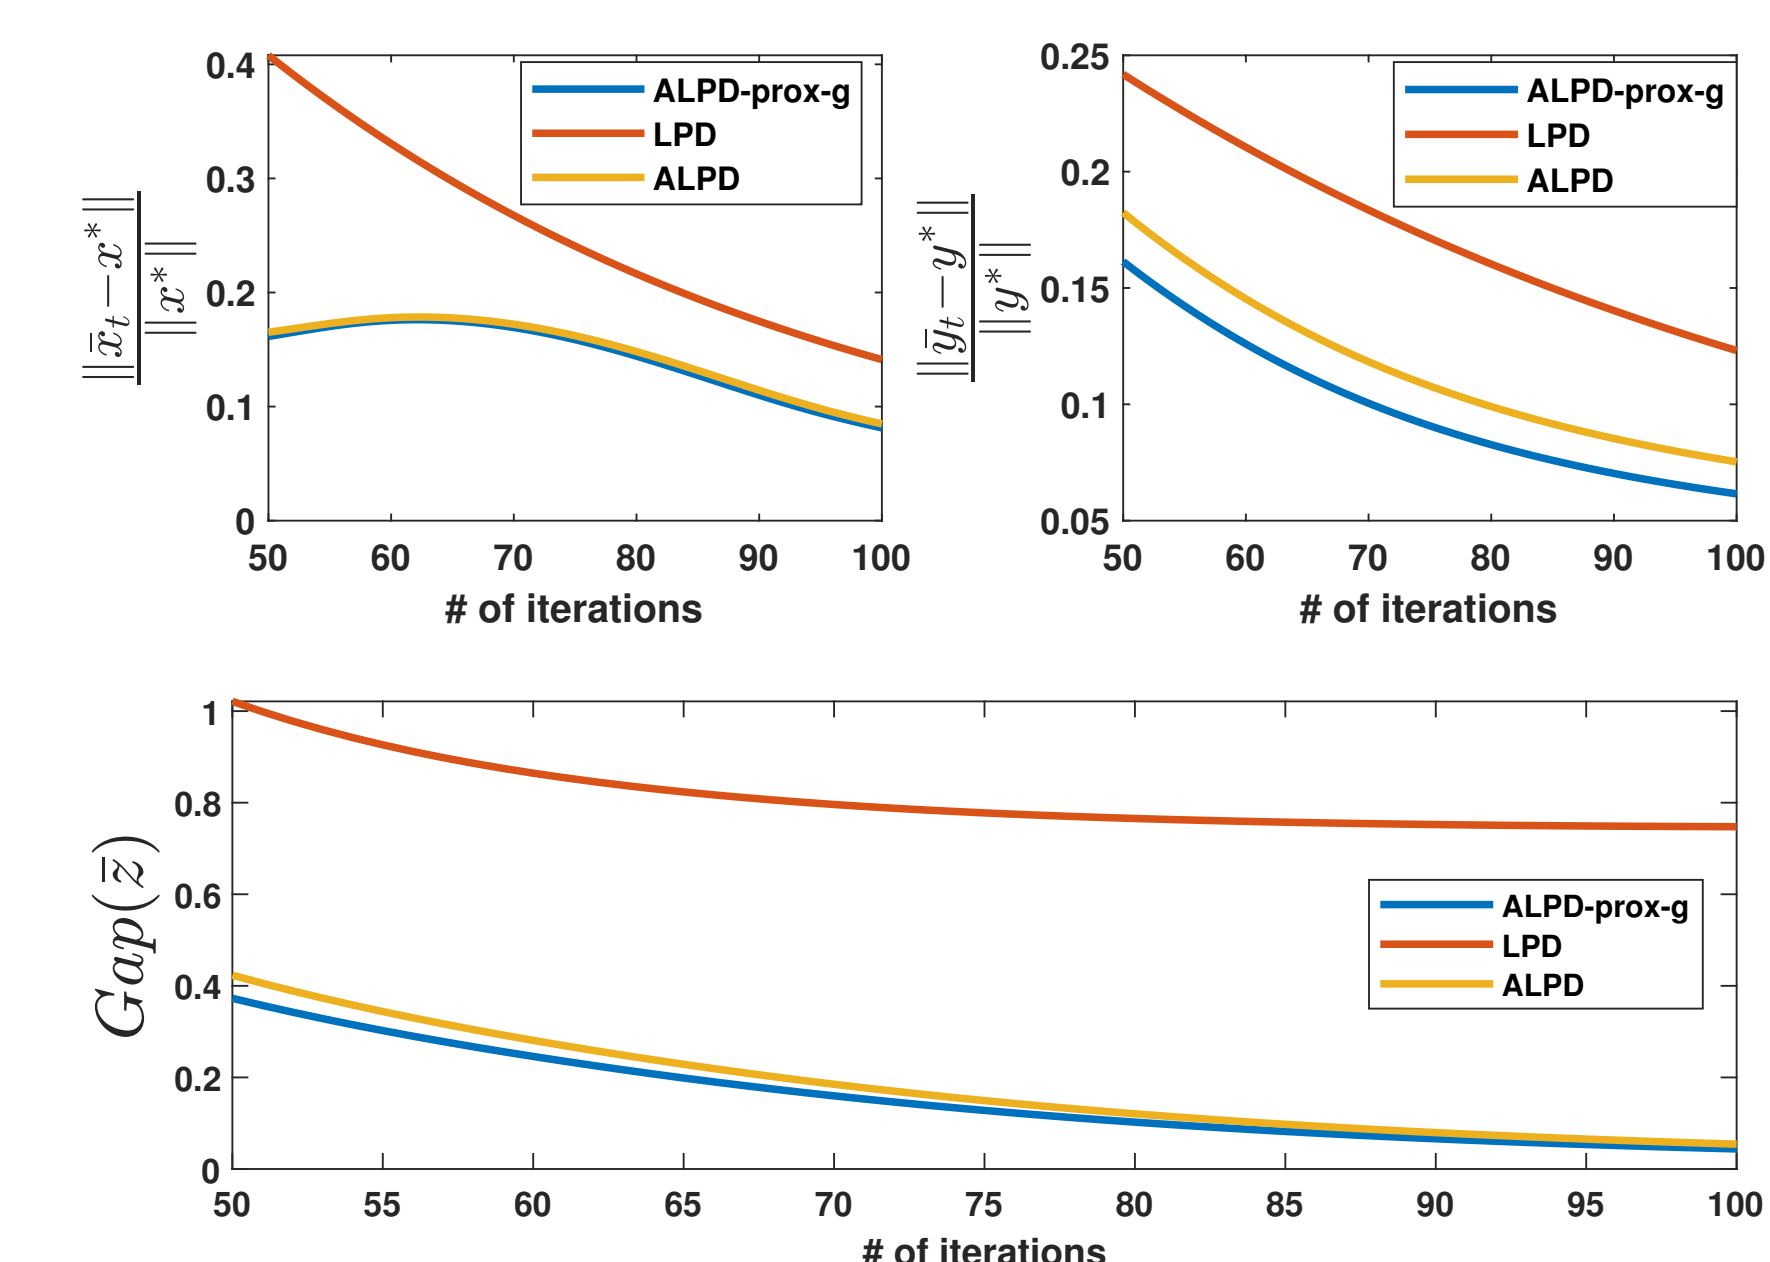 0.4
0.3
0.2
0.1
0
50 60 70 80 90 100
# of iterations
‖x̄ₜ−x*‖
‖x*‖
ALPD-prox-g
LPD
ALPD
0.25
0.2
0.15
0.1
0.05
50 60 70 80 90 100
# of iterations
‖ȳₜ−y*‖
‖y*‖
ALPD-prox-g
LPD
ALPD
1
0.8
0.6
0.4
0.2
0
50 55 60 65 70 75 80 85 90 95 100
# of iterations
Gap(z̄)
ALPD-prox-g
LPD
ALPD